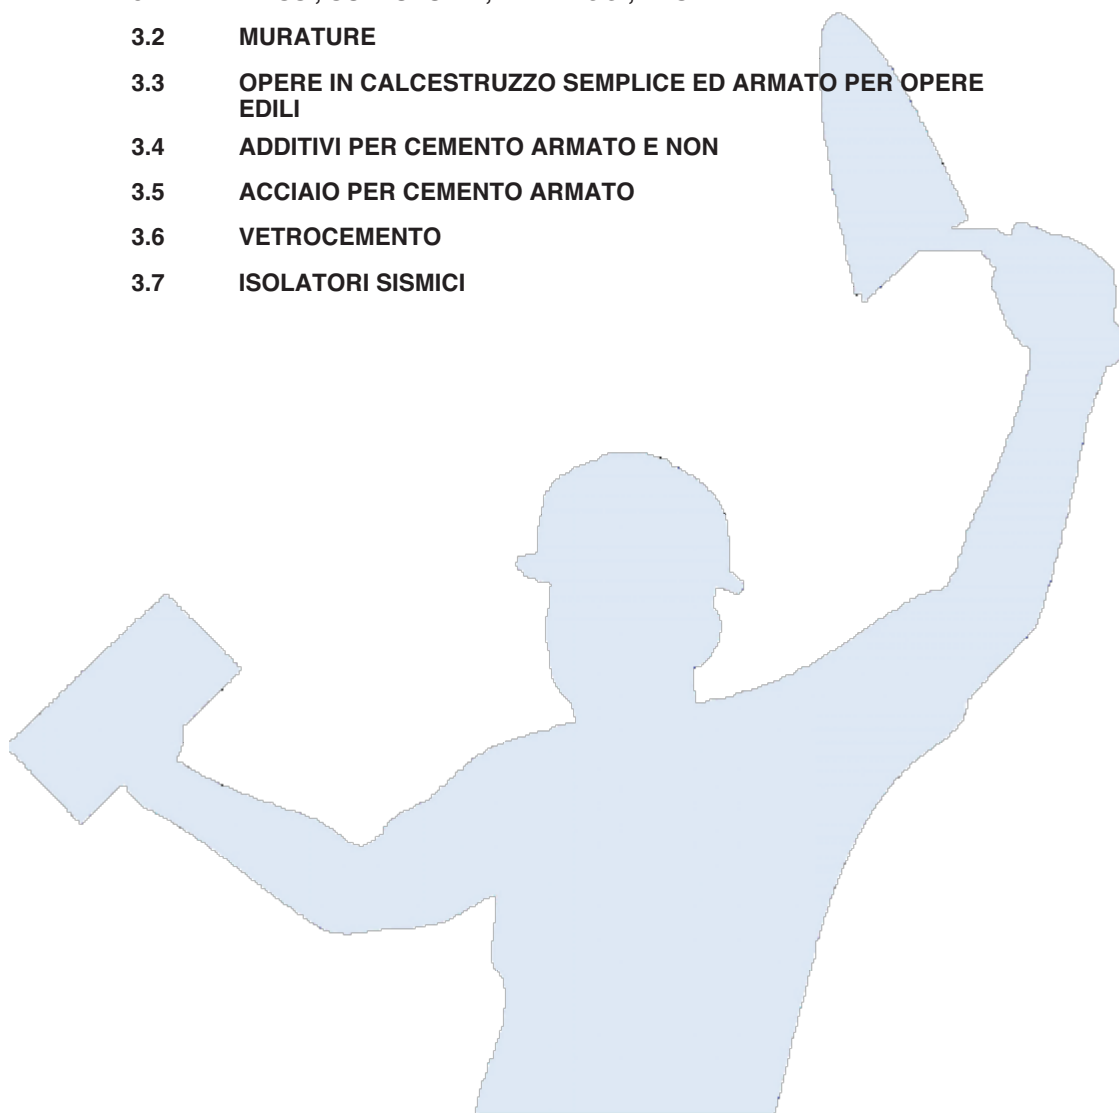 3.2 MURATURE
3.3 OPERE IN CALCESTRUZZO SEMPLICE ED ARMATO PER OPERE
EDILI
3.4 ADDITIVI PER CEMENTO ARMATO E NON
3.5 ACCIAIO PER CEMENTO ARMATO
3.6 VETROCEMENTO
3.7 ISOLATORI SISMICI